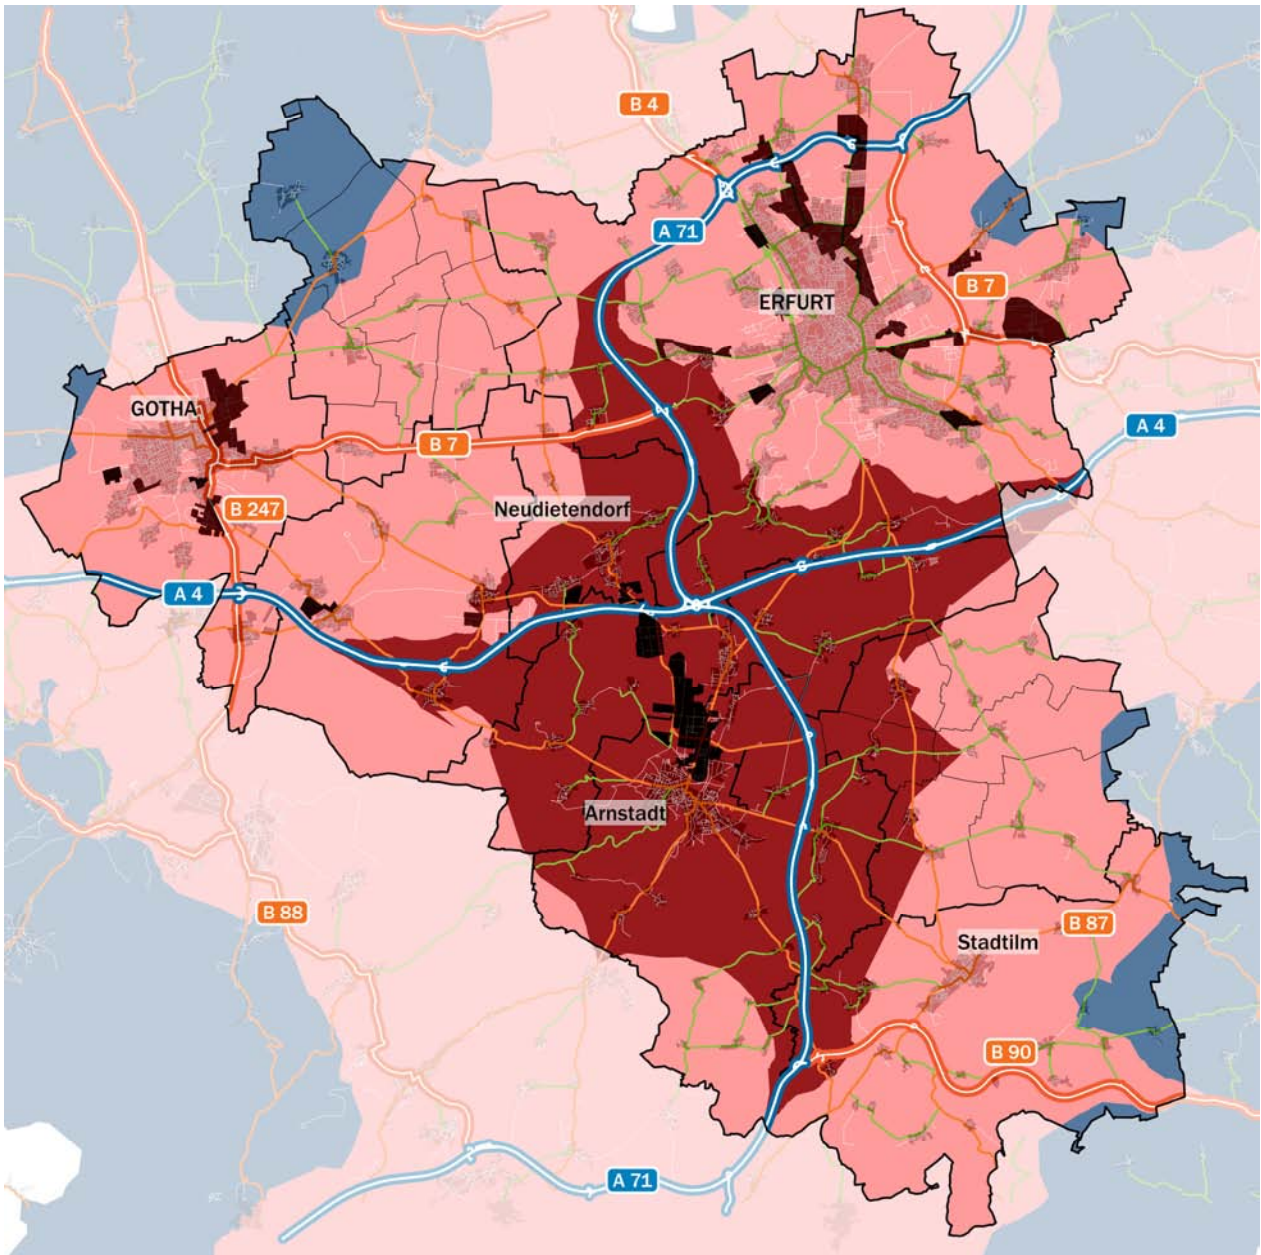 B 4
A 71
B 7
ERFURT
GOTHA
A 4
B 7
B 247
Neudietendorf
A 4
Arnstadt
B 88
B 87
Stadtilm
B 90
A 71